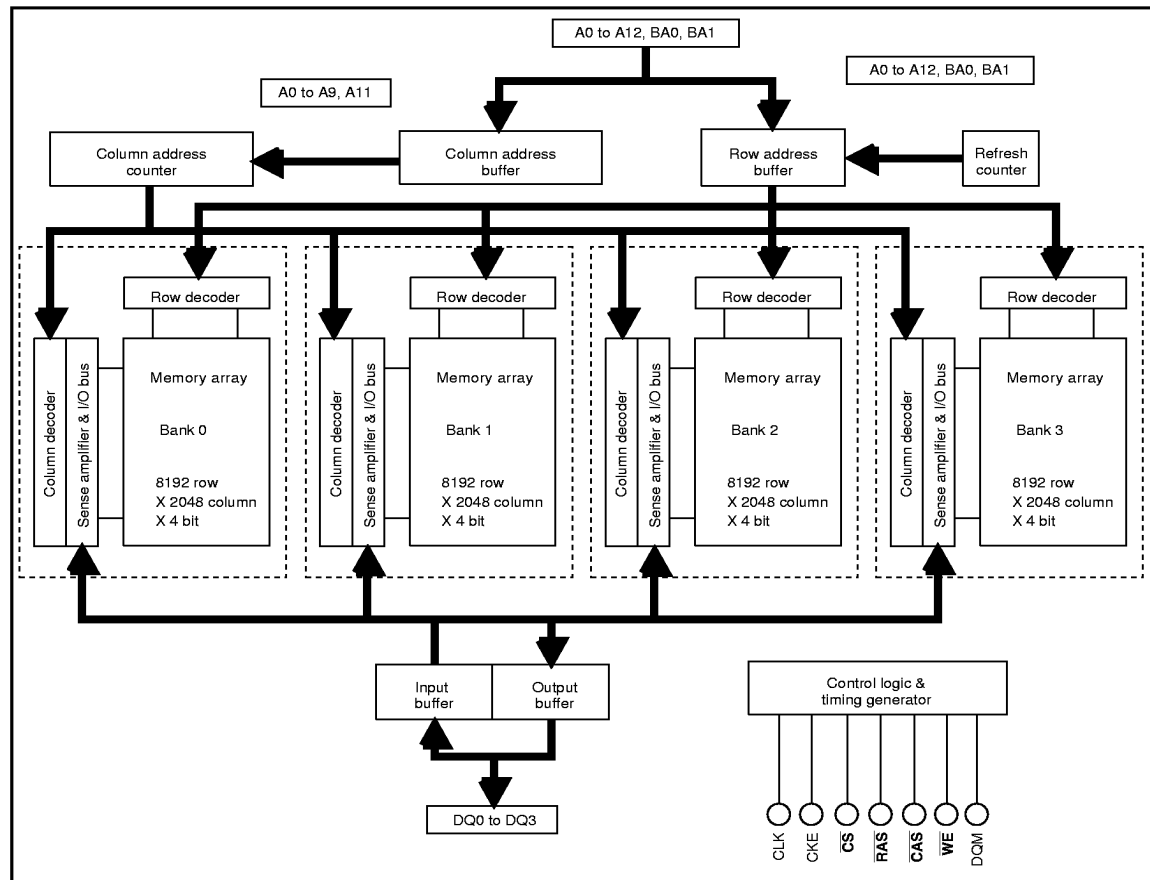 A0 to A12, BA0, BA1
A0 to A12, BA0, BA1
A0 to A9, A11
Column address
counter
Column address
buffer
Row address
buffer
Refresh
counter
Row decoder
Row decoder
Row decoder
Row decoder
Column decoder
Sense amplifier & I/O bus
Memory array
Bank 0
8192 row
X 2048 column
X 4 bit
Column decoder
Sense amplifier & I/O bus
Memory array
Bank 1
8192 row
X 2048 column
X 4 bit
Column decoder
Sense amplifier & I/O bus
Memory array
Bank 2
8192 row
X 2048 column
X 4 bit
Column decoder
Sense amplifier & I/O bus
Memory array
Bank 3
8192 row
X 2048 column
X 4 bit
Input
buffer
Output
buffer
DQ0 to DQ3
Control logic &
timing generator
CLK
CKE
CS
RAS
CAS
WE
DQM